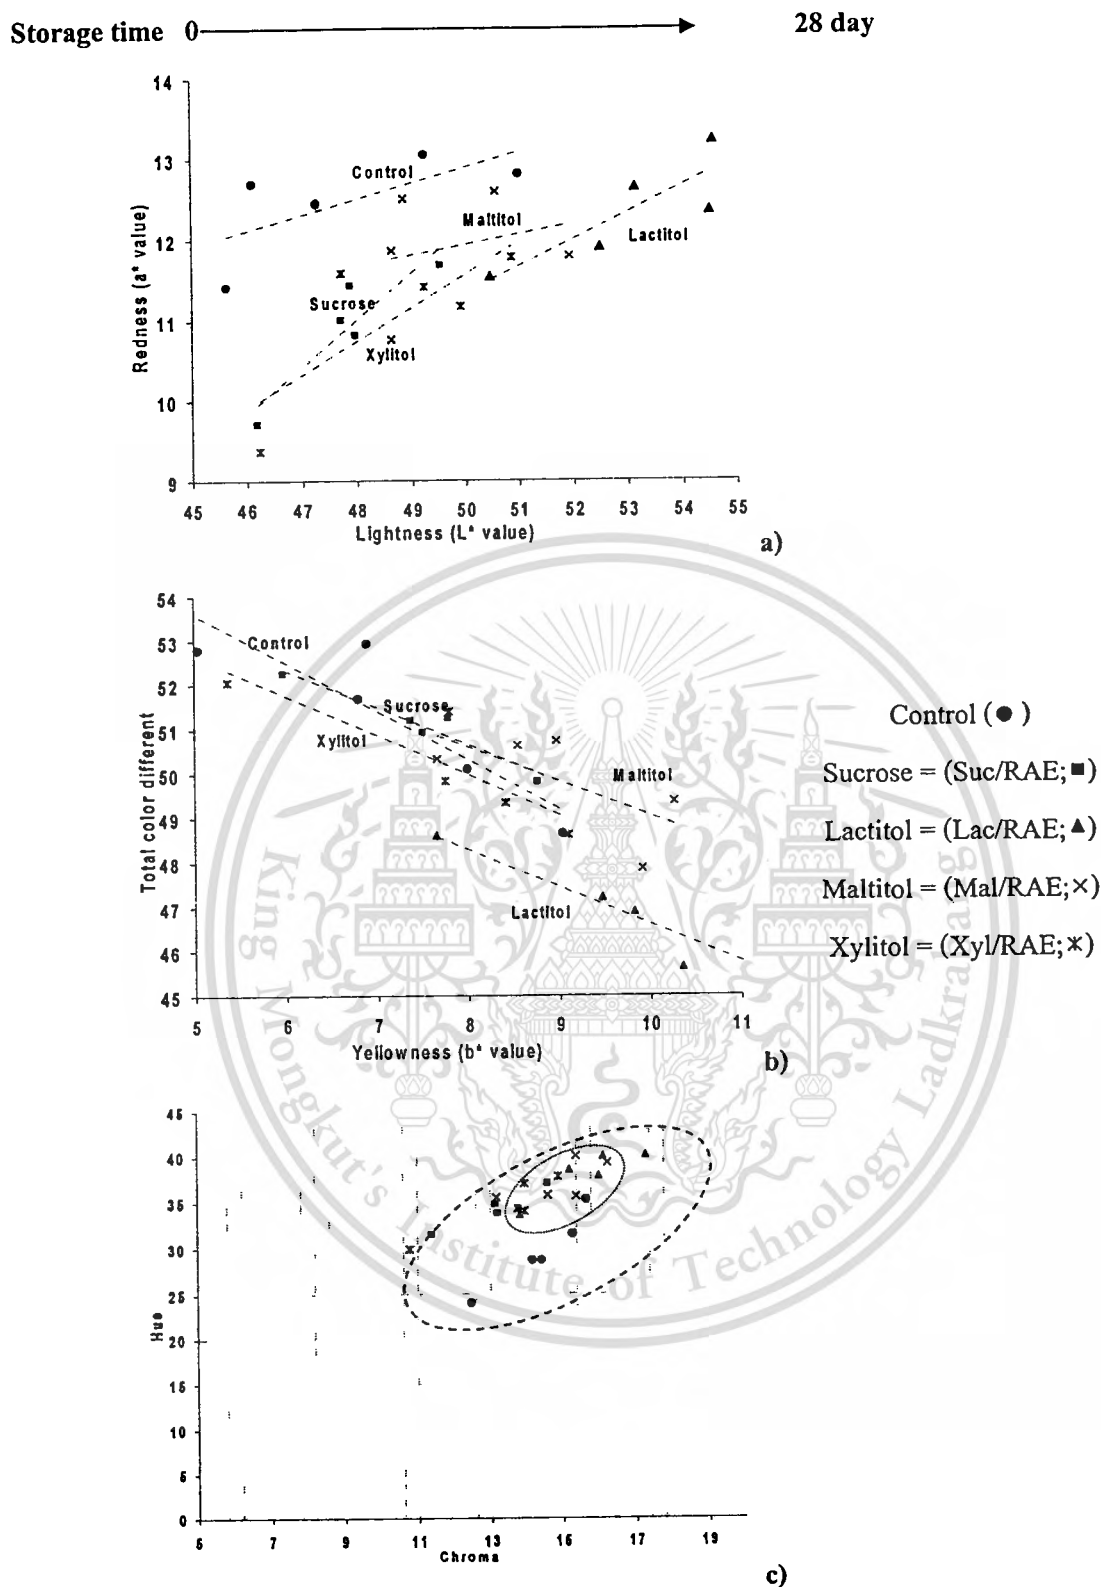 Storage time 0 28 day
14
13
12
11
10
9
Redness (a* value)
Control
Maltitol
Lactitol
Sucrose
Xylitol
45 46 48 49 50 51 52 53 54 55
Lightness (L* value)
a)
54
53
52
51
50
49
48
47
46
45
Total color different
Control
Sucrose
Xylitol
Maltitol
Lactitol
5 6 7 8 9 10 11
Yellowness (b* value)
b)
Control (●)
Sucrose = (Suc/RAE;■)
Lactitol = (Lac/RAE;▲)
Maltitol = (Mal/RAE;×)
Xylitol = (Xyl/RAE;ж)
45
40
35
30
25
20
15
10
5
0
Hue
5 7 9 11 13 15 17 19
Chroma
c)
King Mongkut's Institute of Technology Ladkrabang